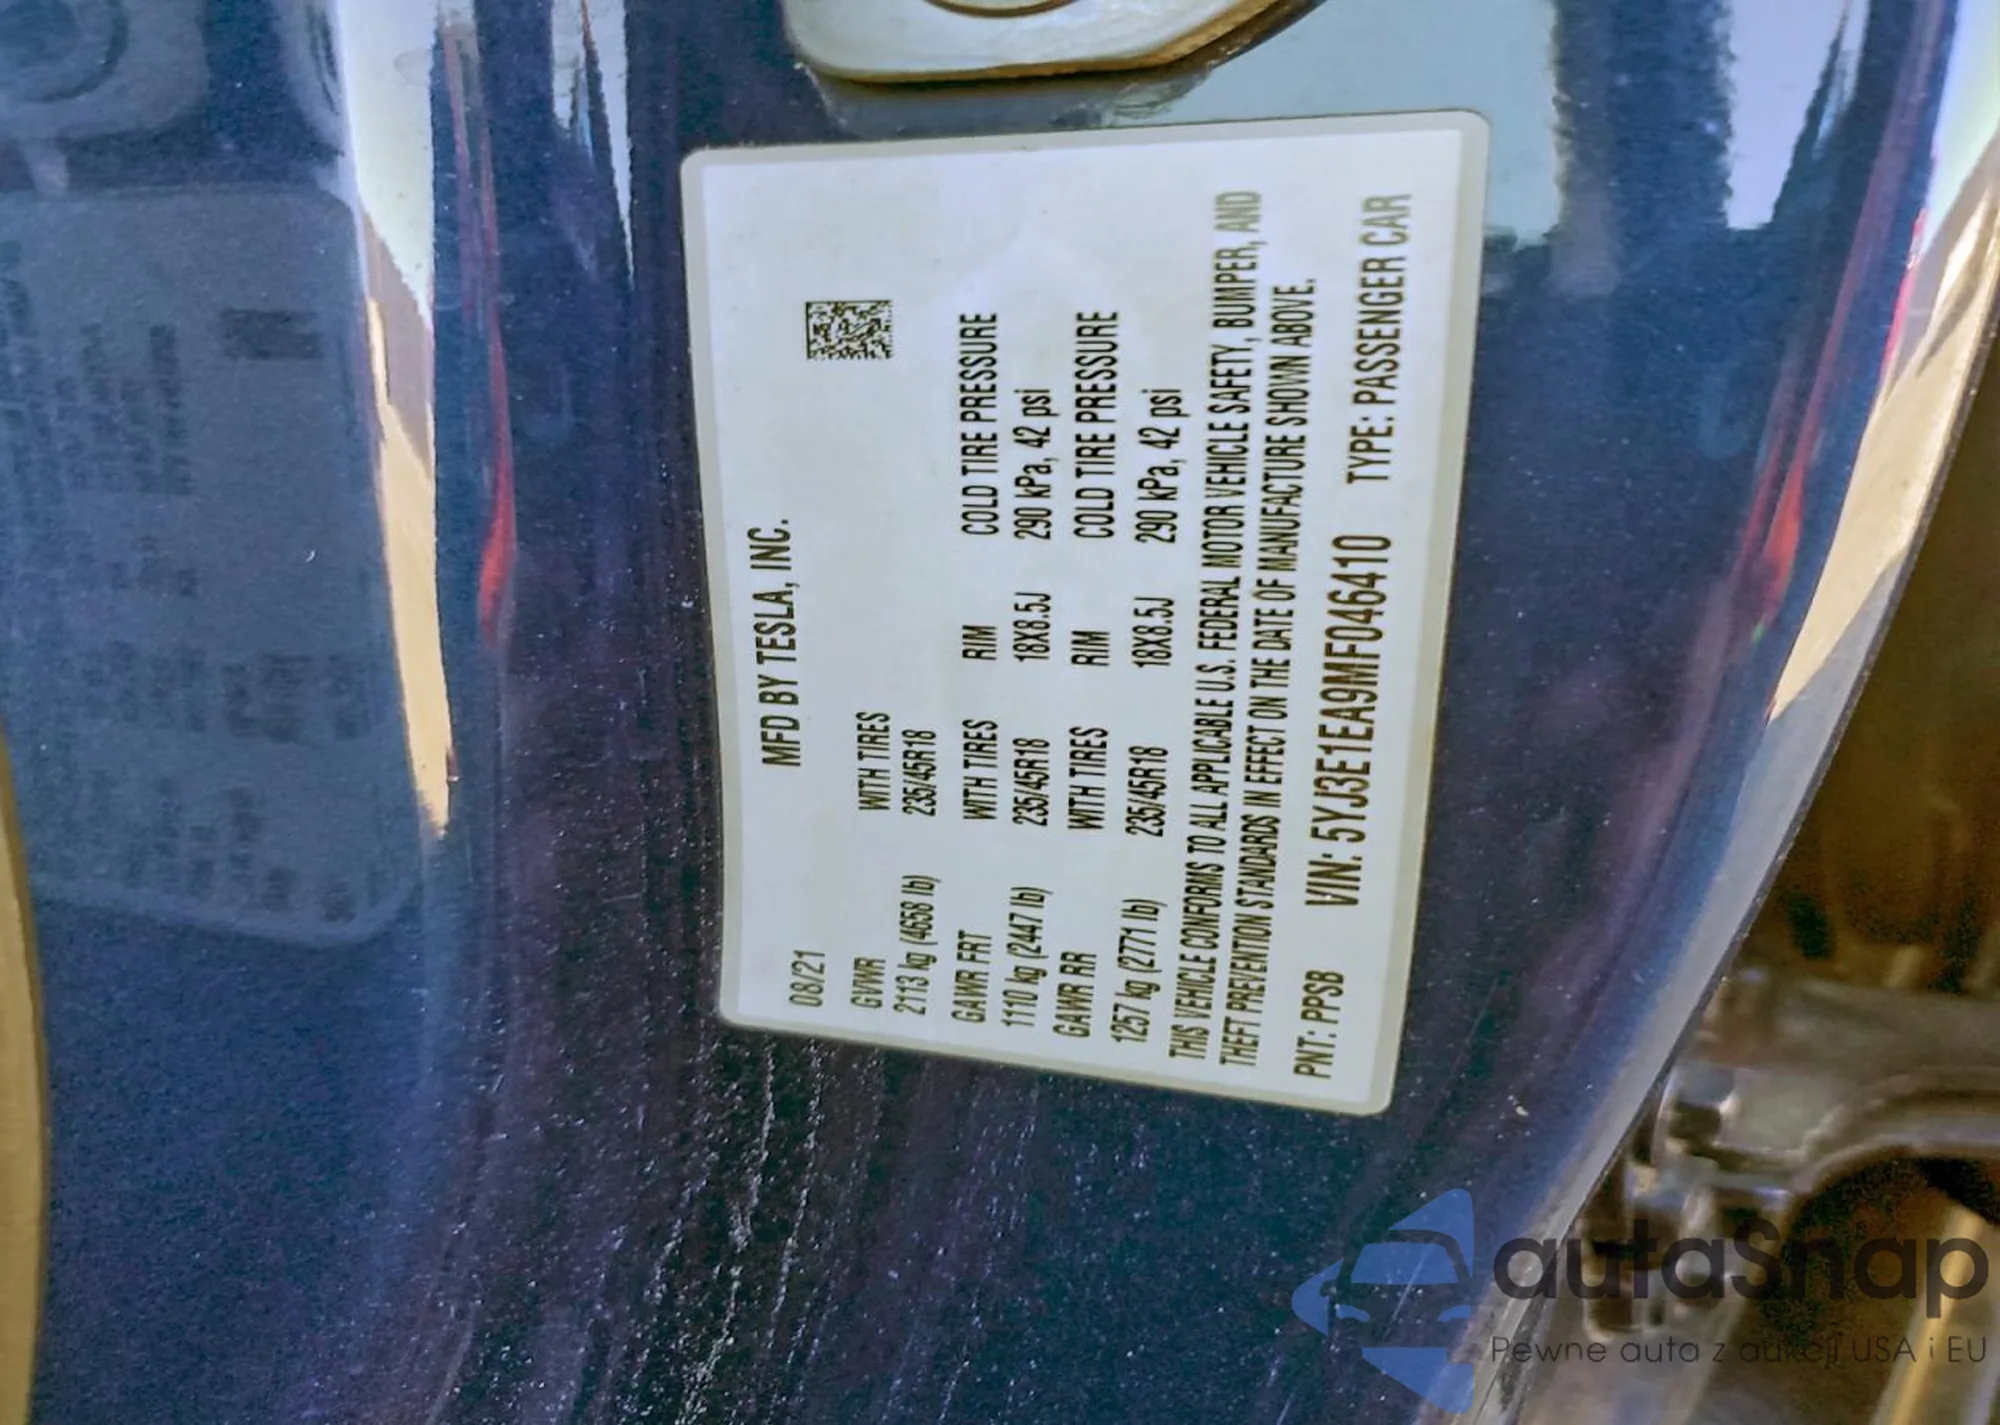 MFD BY TESLA, INC.
08/21
GVWR WITH TIRES
2113 kg (4658 lb) 235/45R18
GAWR FRT WITH TIRES RIM COLD TIRE PRESSURE
1110 kg (2447 lb) 235/45R18 18X8.5J 290 kPa, 42 psi
GAWR RR WITH TIRES RIM COLD TIRE PRESSURE
1257 kg (2771 lb) 235/45R18 18X8.5J 290 kPa, 42 psi
THIS VEHICLE CONFORMS TO ALL APPLICABLE U.S. FEDERAL MOTOR VEHICLE SAFETY, BUMPER, AND
THEFT PREVENTION STANDARDS IN EFFECT ON THE DATE OF MANUFACTURE SHOWN ABOVE.
PNT: PPSB VIN: 5YJ3E1EA9MF046410 TYPE: PASSENGER CAR
autaSnap
Pewne auta z aukcji USA i EU